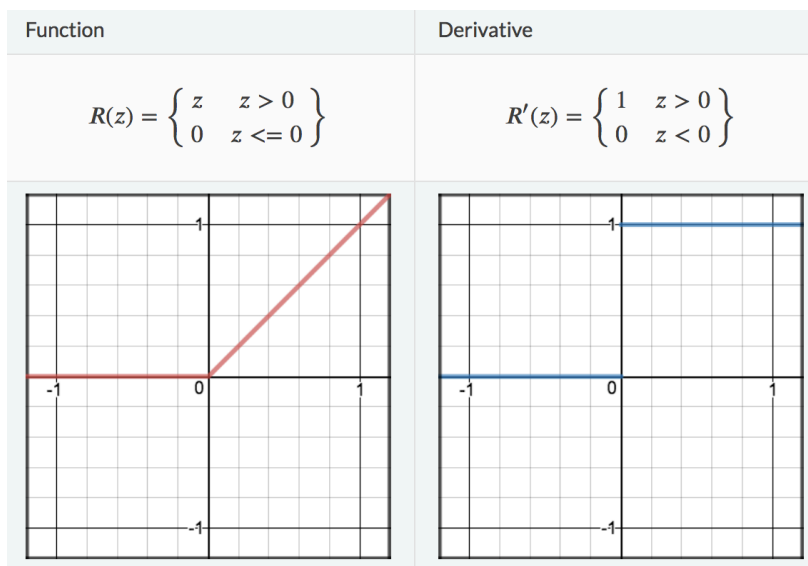 Function
Derivative
R(z) = { z z > 0
0 z <= 0 }
R′(z) = { 1 z > 0
0 z < 0 }
1
-1
0
1
-1
1
-1
0
1
-1